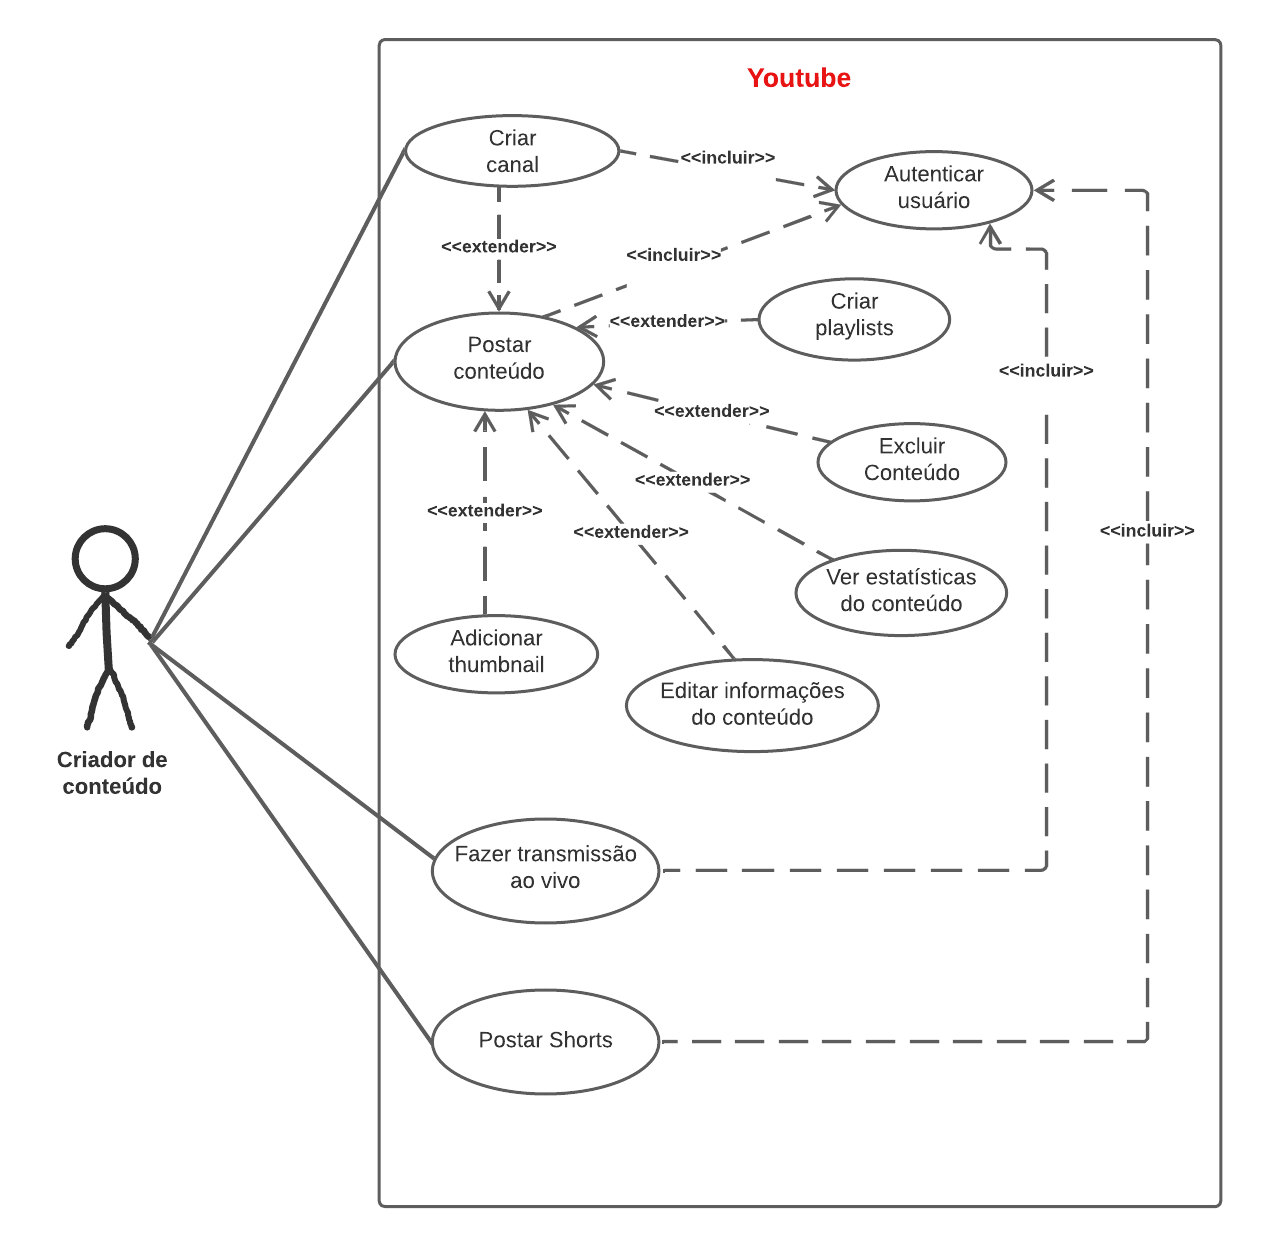 Youtube
Criar
canal
<<incluir>>
Autenticar
usuário
<<extender>>
<<incluir>>
Criar
playlists
<<extender>>
Postar
conteúdo
<<incluir>>
<<extender>>
Excluir
Conteúdo
<<extender>>
<<extender>>
<<extender>>
<<incluir>>
Ver estatísticas
do conteúdo
Adicionar
thumbnail
Editar informações
do conteúdo
Criador de
conteúdo
Fazer transmissão
ao vivo
Postar Shorts